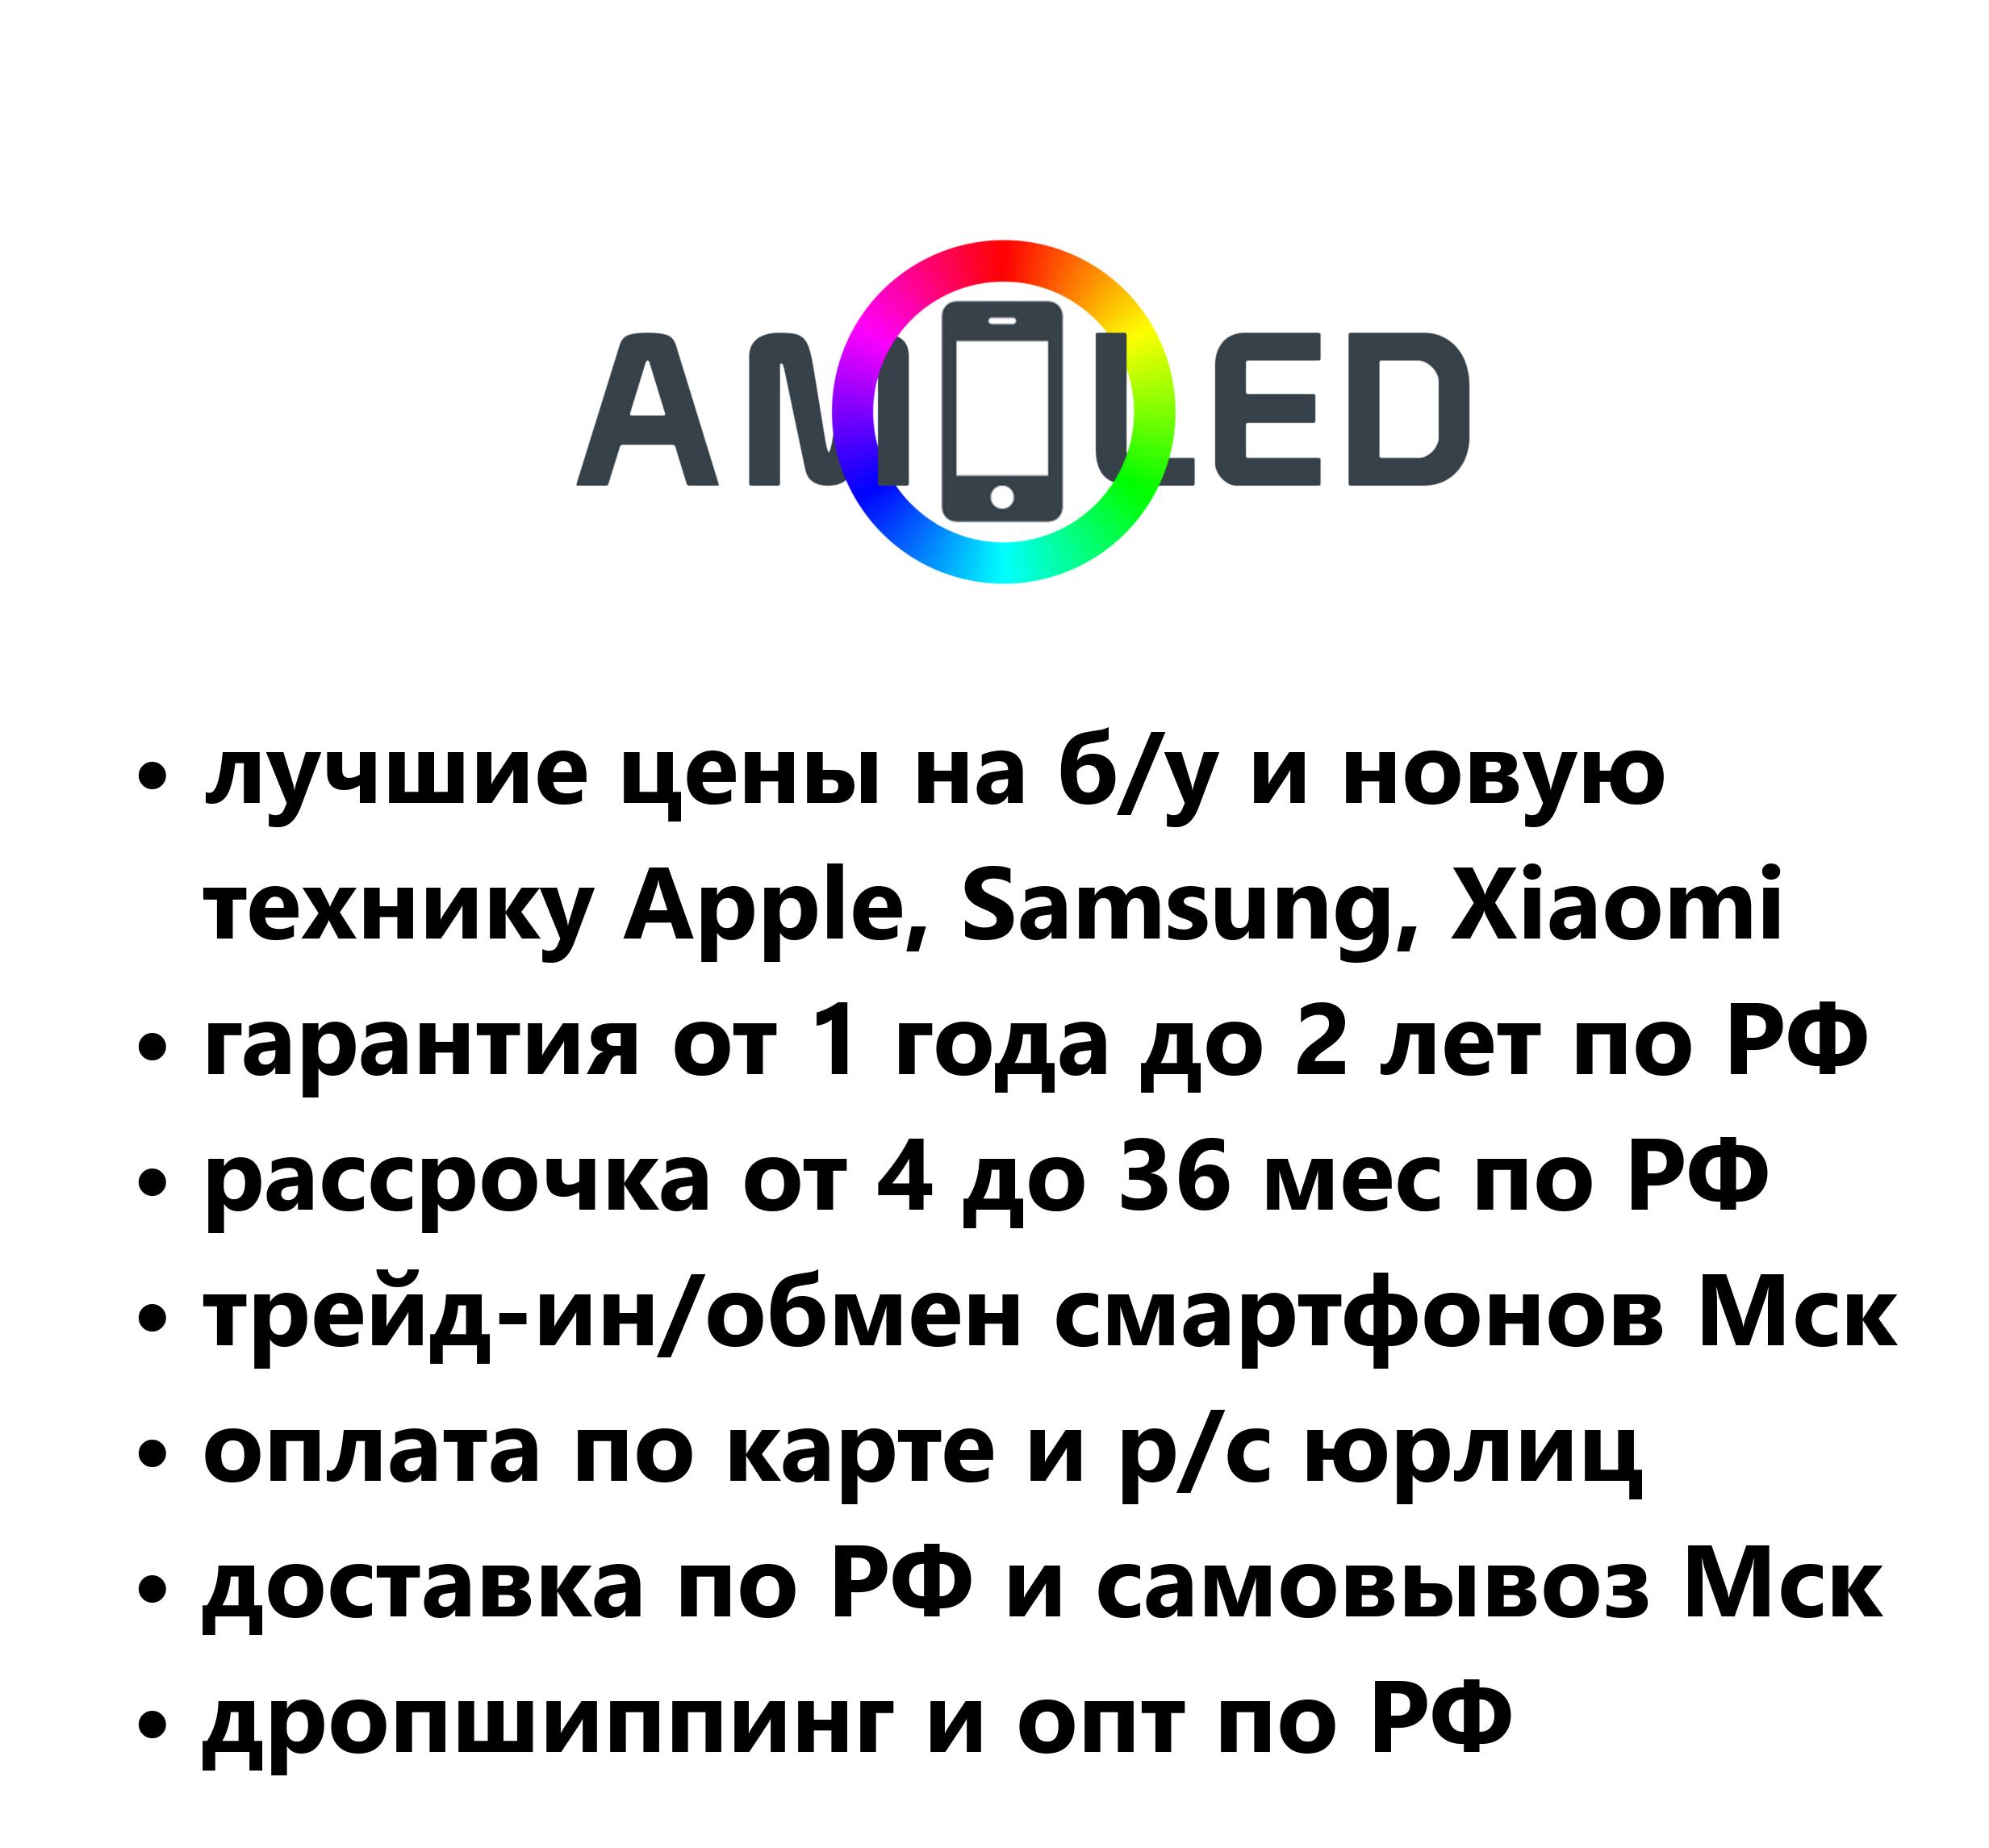 AMOLED
• лучшие цены на б/у и новую
технику Apple, Samsung, Xiaomi
• гарантия от 1 года до 2 лет по РФ
• рассрочка от 4 до 36 мес по РФ
• трейд-ин/обмен смартфонов Мск
• оплата по карте и р/с юрлиц
• доставка по РФ и самовывоз Мск
• дропшиппинг и опт по РФ